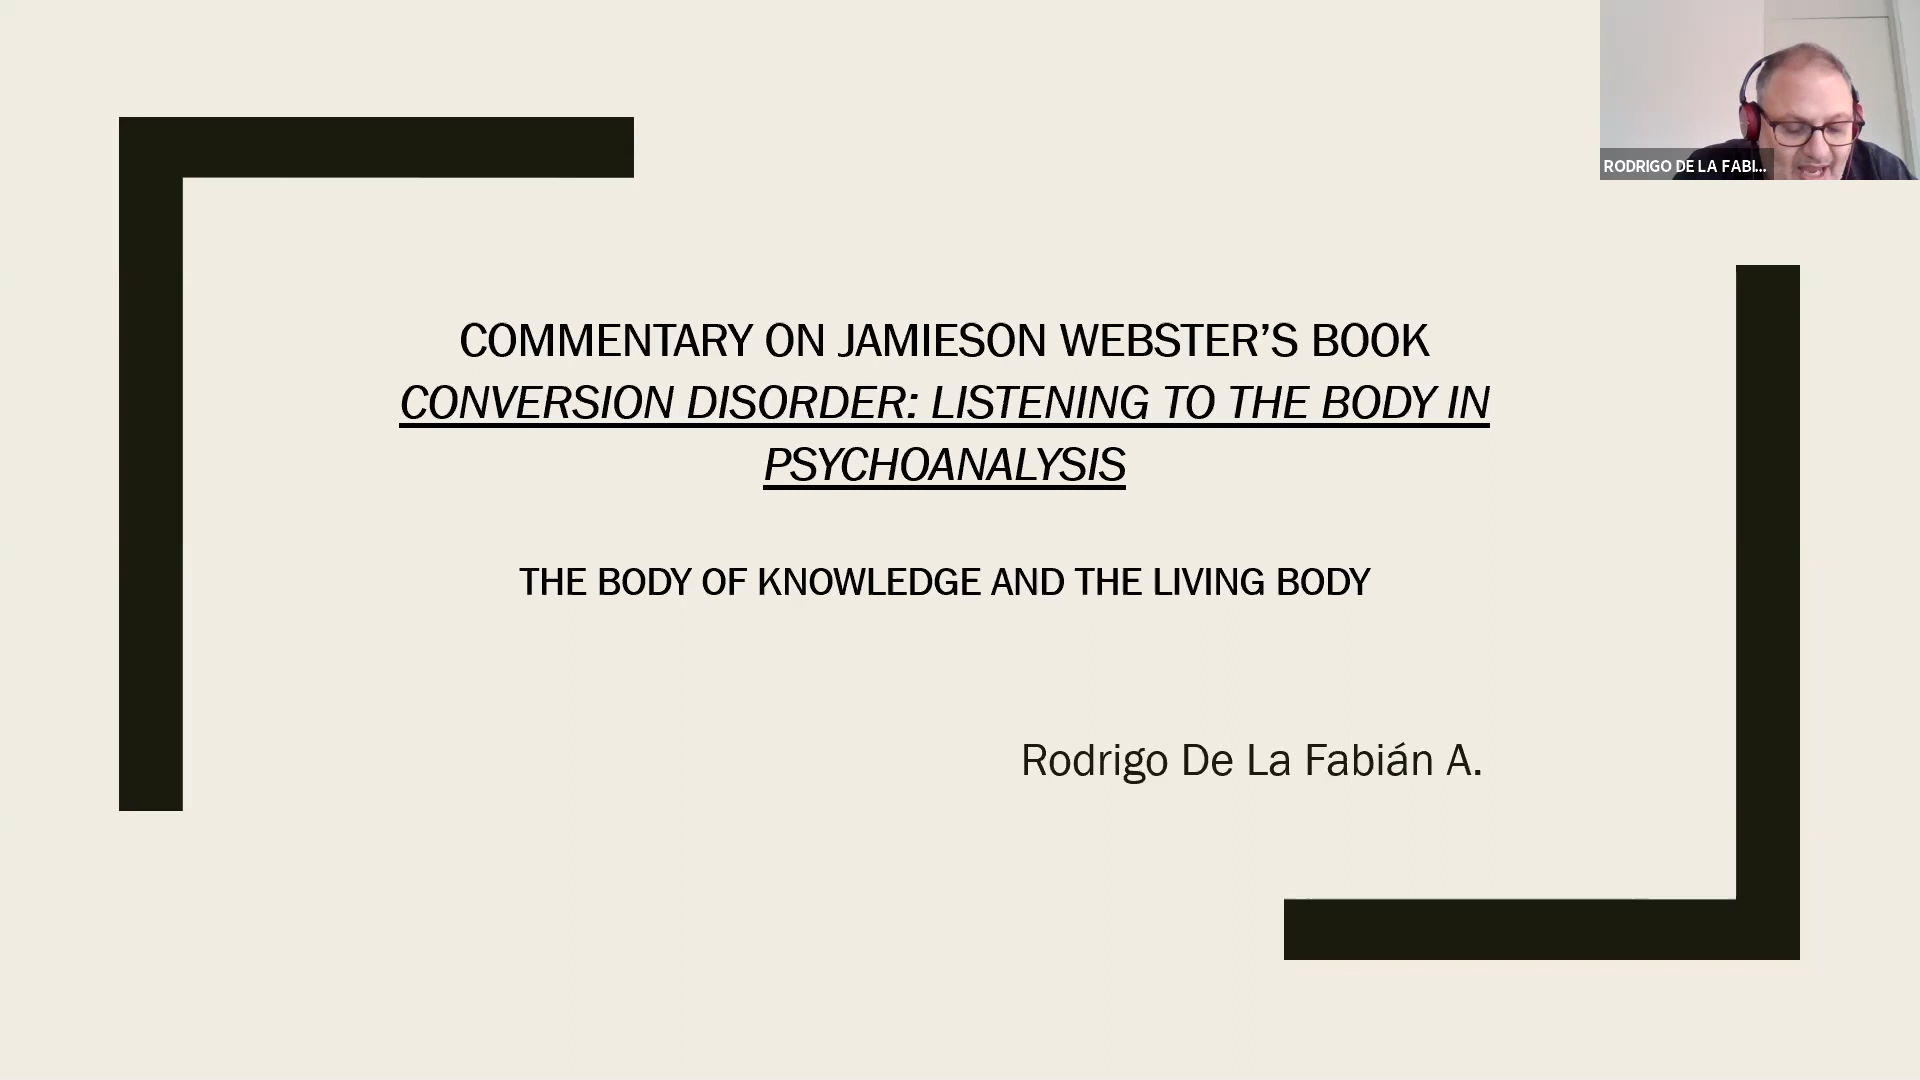 RODRIGO DE LA FABI...
COMMENTARY ON JAMIESON WEBSTER’S BOOK
CONVERSION DISORDER: LISTENING TO THE BODY IN
PSYCHOANALYSIS
THE BODY OF KNOWLEDGE AND THE LIVING BODY
Rodrigo De La Fabián A.